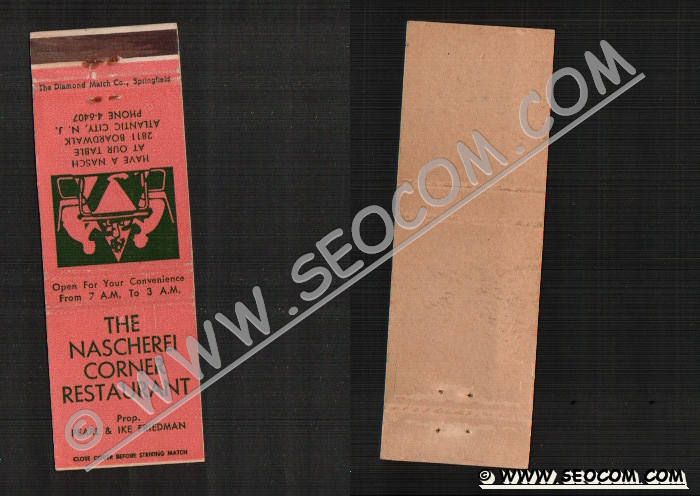 The Diamond Match Co., Springfield
HAVE A NASCH
AT OUR TABLE
2811 BOARDWALK
ATLANTIC CITY, N. J.
PHONE 4-6407
Open For Your Convenience
From 7 A.M. To 3 A.M.
THE
NASCHEREI
CORNER
RESTAURANT
Prop.
& IKE FRIEDMAN
CLOSE COVER BEFORE STRIKING MATCH
© WWW.SEOCOM.COM
© WWW.SEOCOM.COM